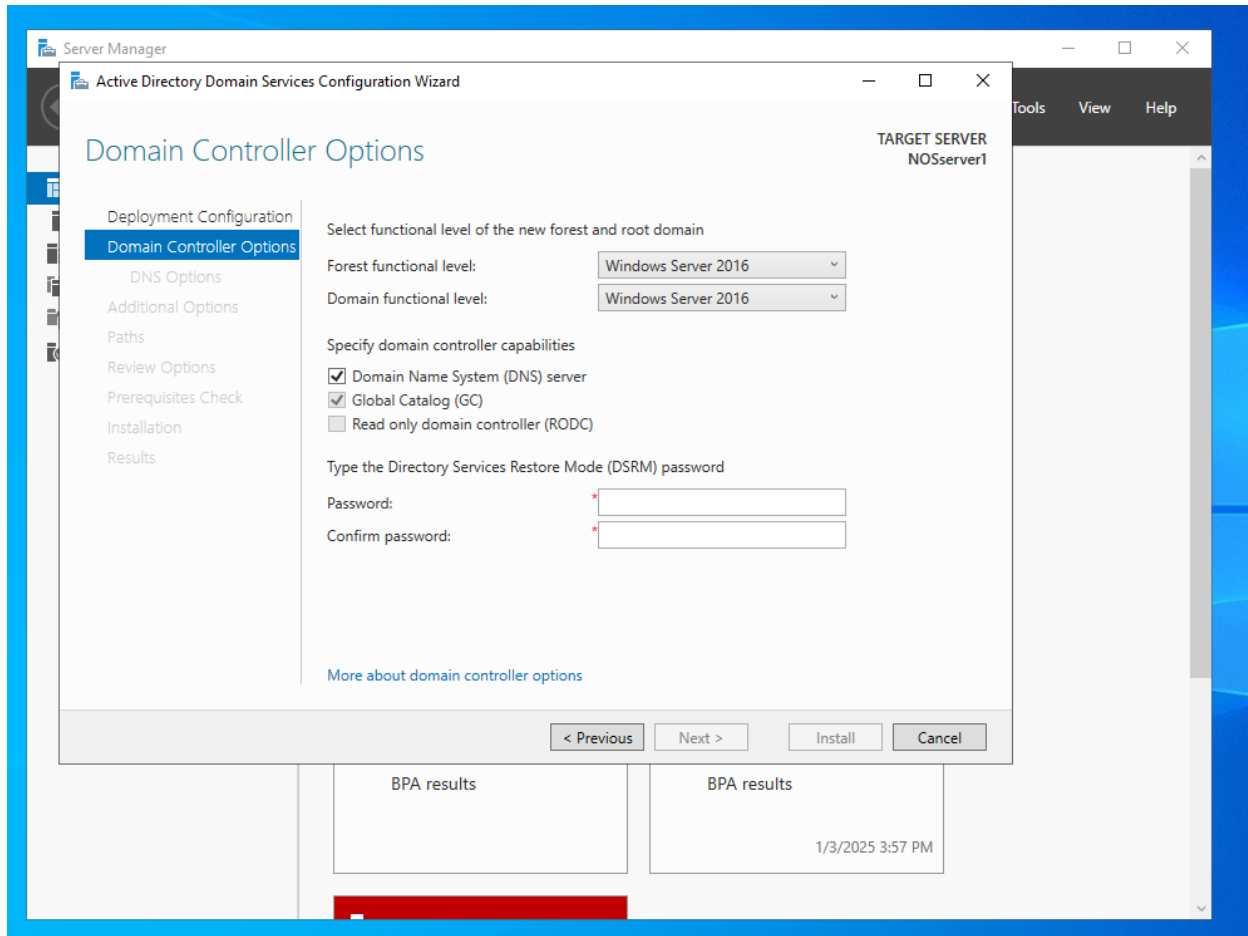 Server Manager
Active Directory Domain Services Configuration Wizard
Tools View Help
Domain Controller Options
TARGET SERVER
NOSserver1
Deployment Configuration
Domain Controller Options
DNS Options
Additional Options
Paths
Review Options
Prerequisites Check
Installation
Results
Select functional level of the new forest and root domain
Forest functional level: Windows Server 2016
Domain functional level: Windows Server 2016
Specify domain controller capabilities
Domain Name System (DNS) server
Global Catalog (GC)
Read only domain controller (RODC)
Type the Directory Services Restore Mode (DSRM) password
Password: *
Confirm password: *
More about domain controller options
< Previous Next > Install Cancel
BPA results BPA results
1/3/2025 3:57 PM